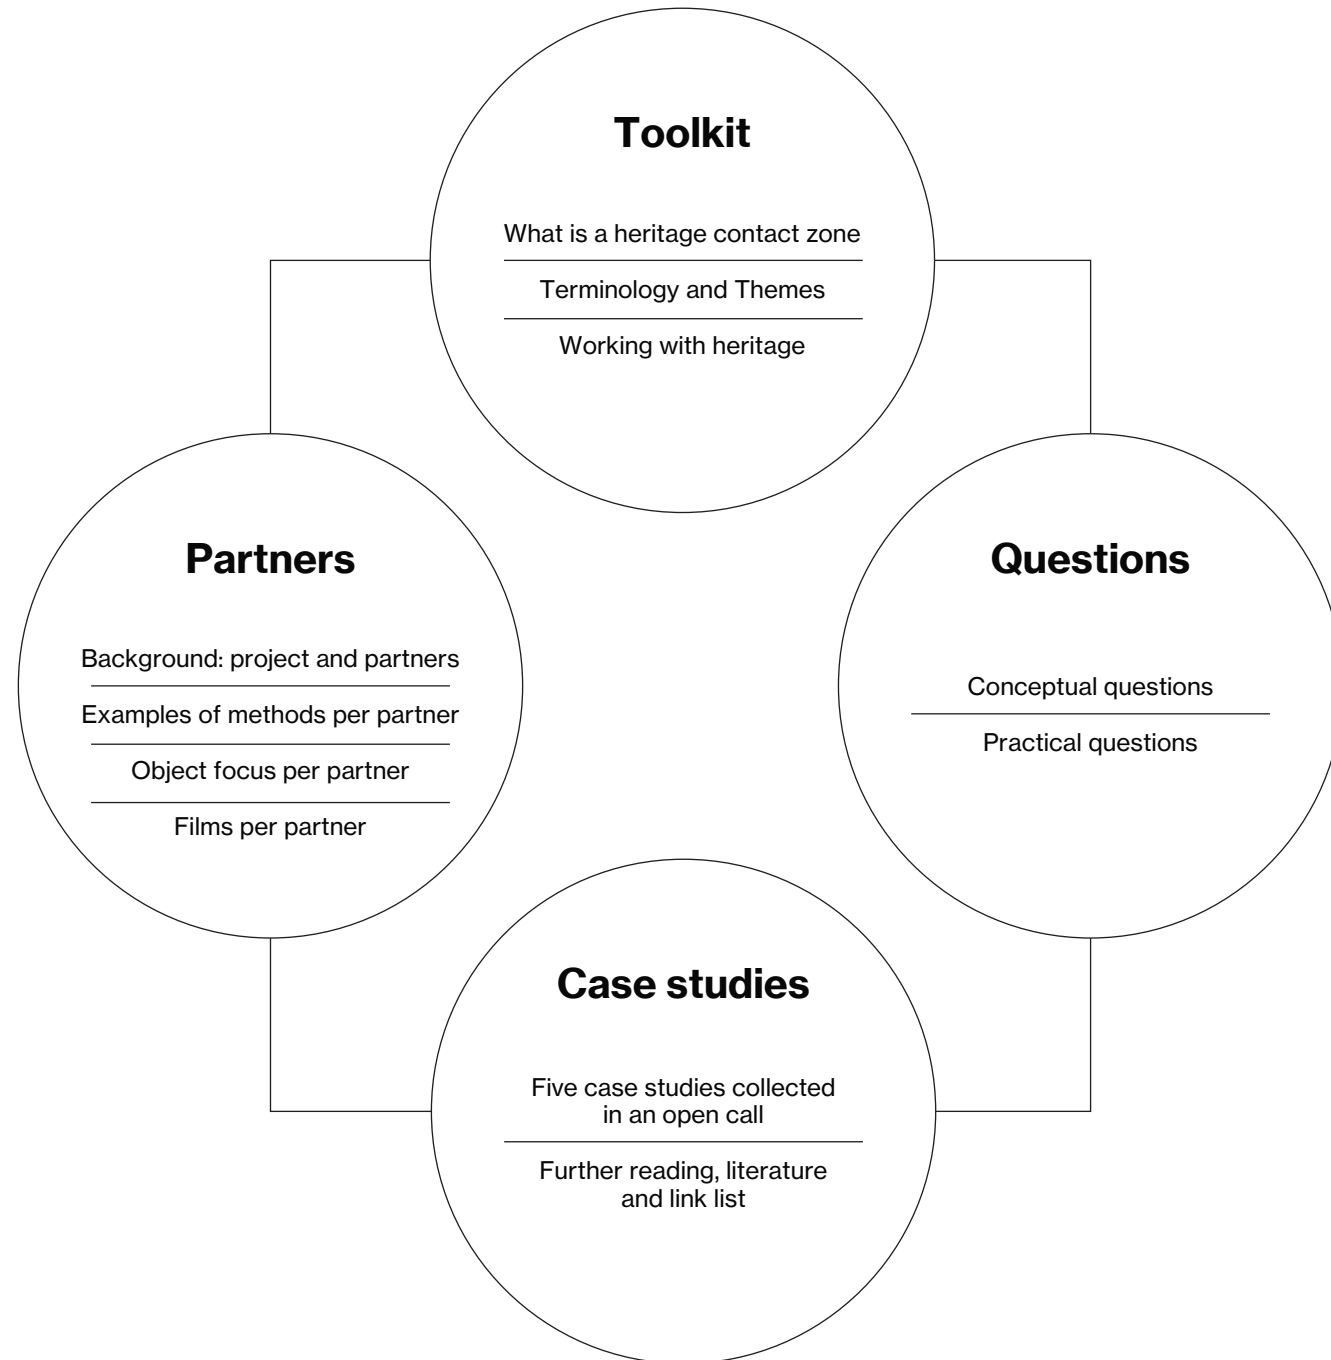 Toolkit
What is a heritage contact zone
Terminology and Themes
Working with heritage
Partners
Background: project and partners
Examples of methods per partner
Object focus per partner
Films per partner
Questions
Conceptual questions
Practical questions
Case studies
Five case studies collected
in an open call
Further reading, literature
and link list